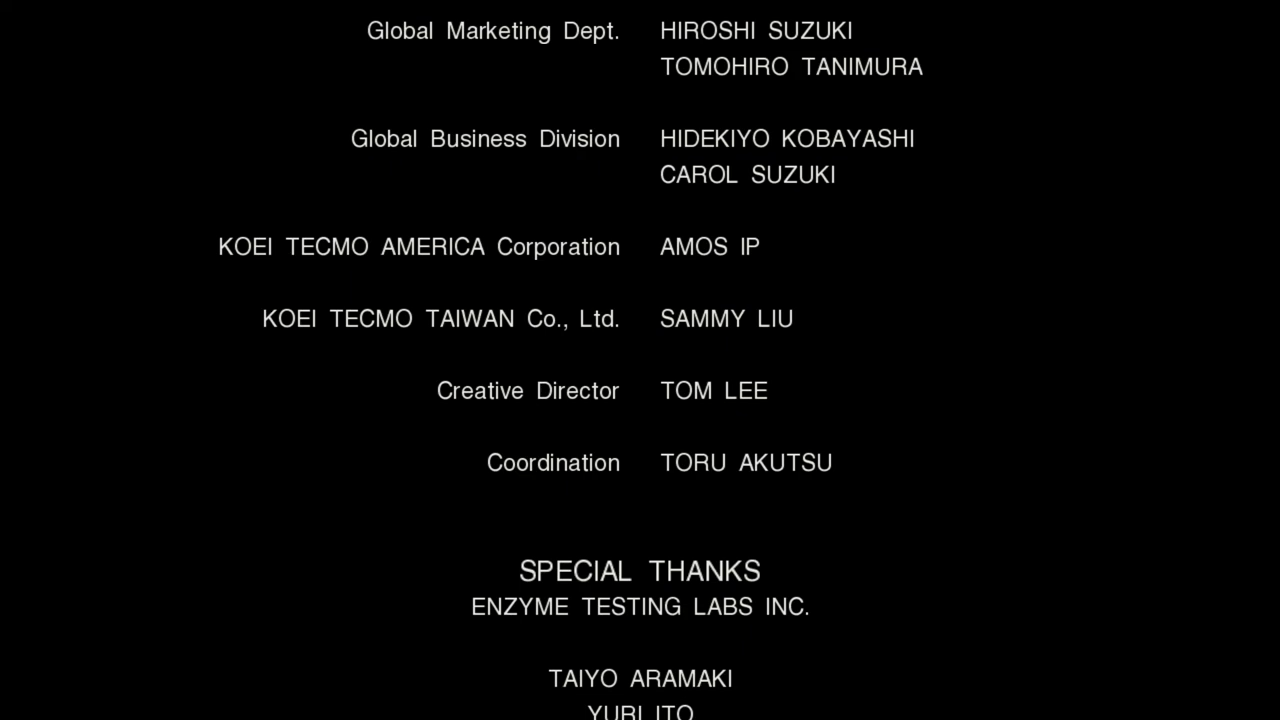 Global Marketing Dept. HIROSHI SUZUKI
TOMOHIRO TANIMURA
Global Business Division HIDEKIYO KOBAYASHI
CAROL SUZUKI
KOEI TECMO AMERICA Corporation AMOS IP
KOEI TECMO TAIWAN Co., Ltd. SAMMY LIU
Creative Director TOM LEE
Coordination TORU AKUTSU
SPECIAL THANKS
ENZYME TESTING LABS INC.
TAIYO ARAMAKI
YURI ITO